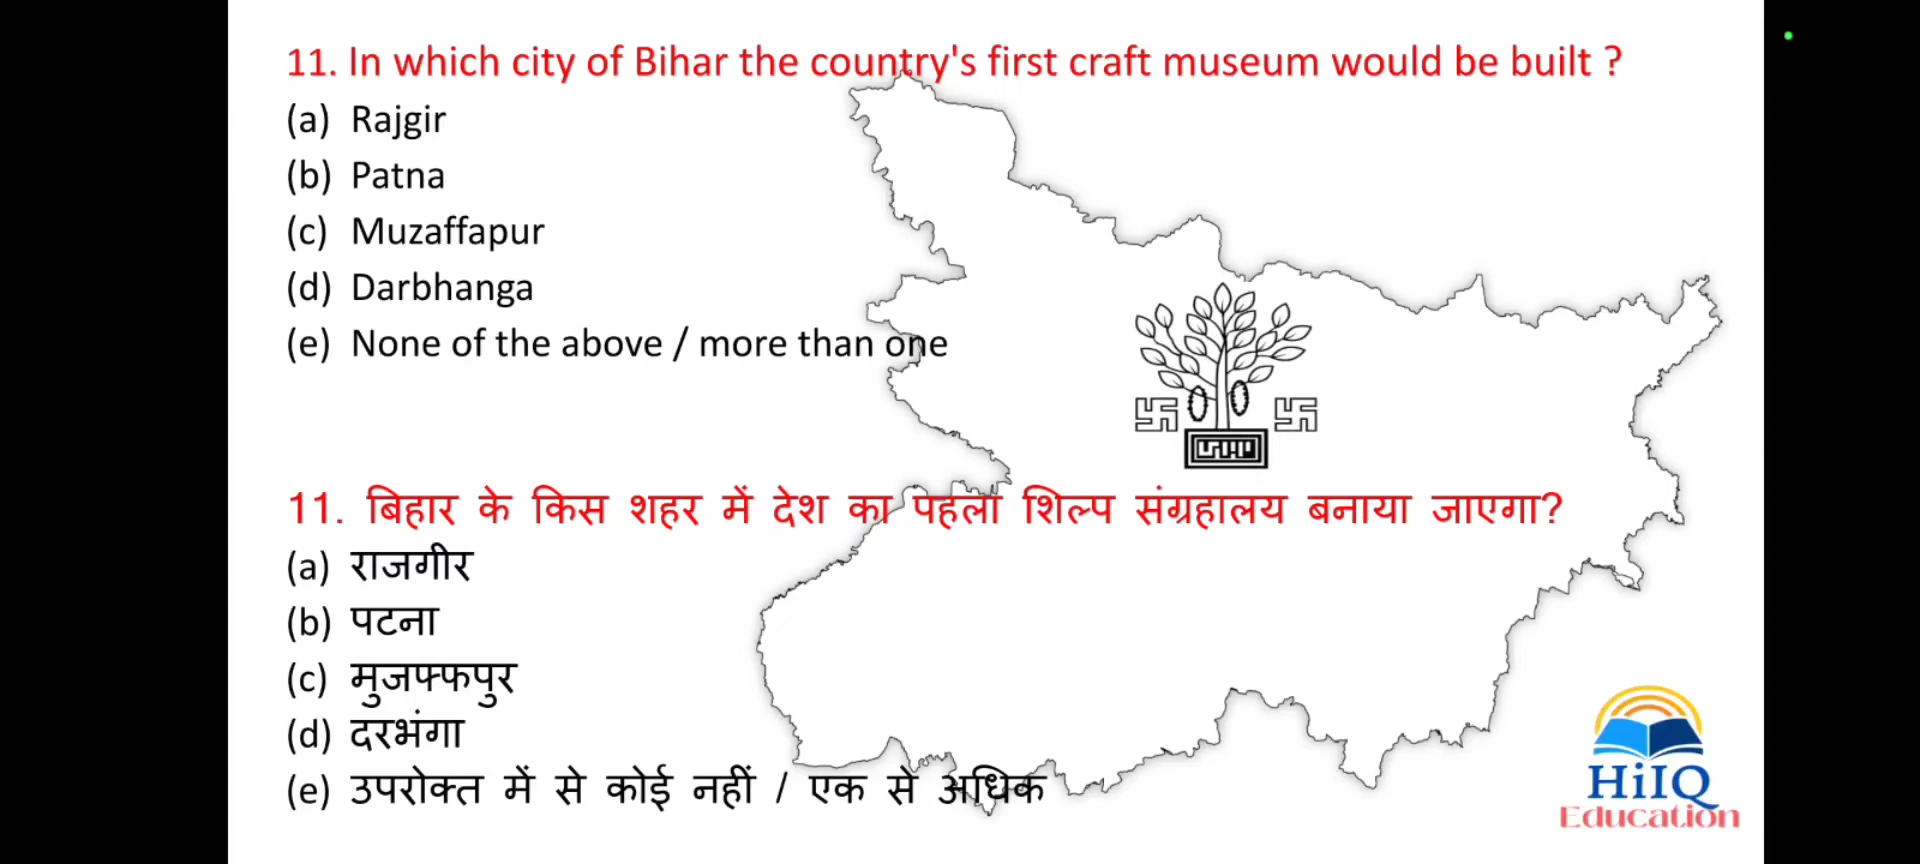 11. In which city of Bihar the country's first craft museum would be built ?
(a) Rajgir
(b) Patna
(c) Muzaffapur
(d) Darbhanga
(e) None of the above / more than one
11. बिहार के किस शहर में देश का पहला शिल्प संग्रहालय बनाया जाएगा?
(a) राजगीर
(b) पटना
(c) मुजफ्फपुर
(d) दरभंगा
(e) उपरोक्त में से कोई नहीं / एक से अधिक
HiIQ
Education